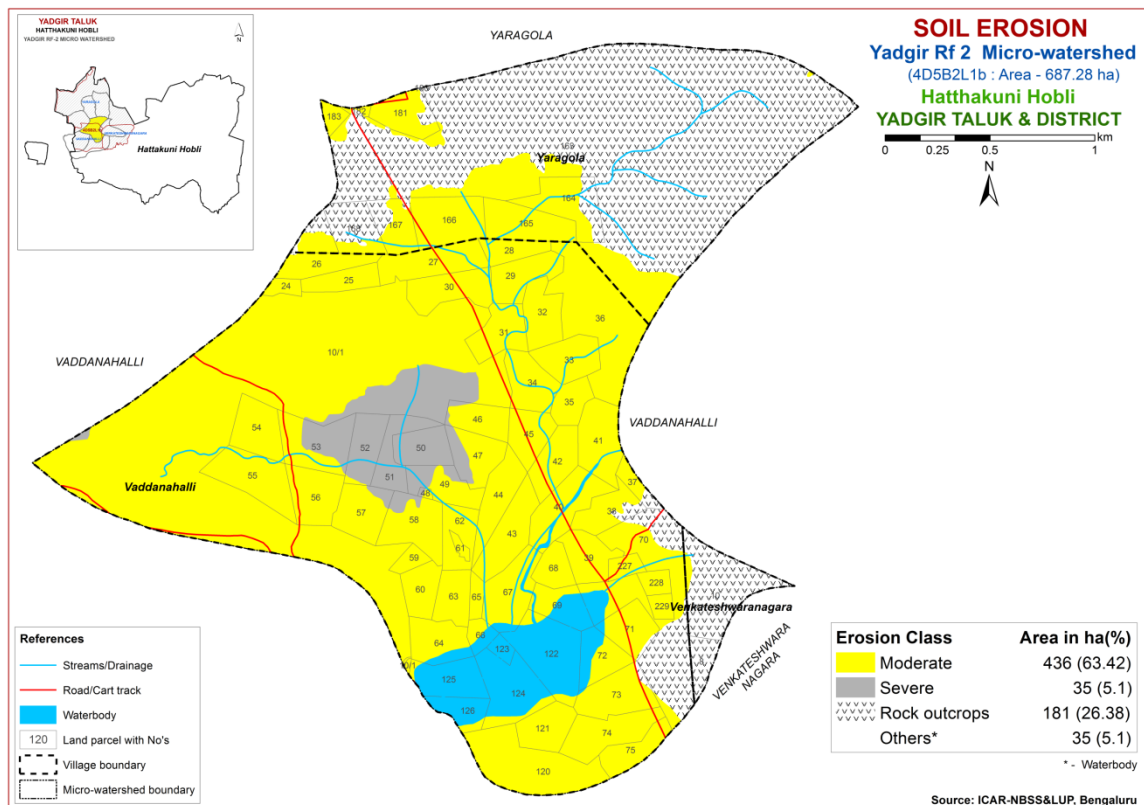 YADGIR TALUK
HATTHAKUNI HOBLI
YADGIR RF-2 MICRO WATERSHED
N
YARAGOLA
Hattakuni Hobli
SOIL EROSION
Yadgir Rf 2 Micro-watershed
(4D5B2L1b : Area - 687.28 ha)
Hatthakuni Hobli
YADGIR TALUK & DISTRICT
km
0 0.25 0.5 1
N
YARAGOLA
183
181
Yaragola
163
164
168
167
166
165
26
25
24
27
30
28
29
32
36
31
33
10/1
34
35
VADDANAHALLI
VADDANAHALLI
54
53
52
50
46
45
41
47
42
51
49
48
55
56
57
58
Vaddanahalli
44
37
38
43
62
61
59
60
63
65
67
68
39
70
227
228
229
69
Venkateshwaranagara
10
71
72
64
66
10/1
123
122
125
124
126
73
121
74
75
120
VENKATESHWARA
NAGARA
References
Streams/Drainage
Road/Cart track
Waterbody
120 Land parcel with No's
Village boundary
Micro-watershed boundary
Erosion Class Area in ha(%)
Moderate 436 (63.42)
Severe 35 (5.1)
Rock outcrops 181 (26.38)
Others* 35 (5.1)
* - Waterbody
Source: ICAR-NBSS&LUP, Bengaluru